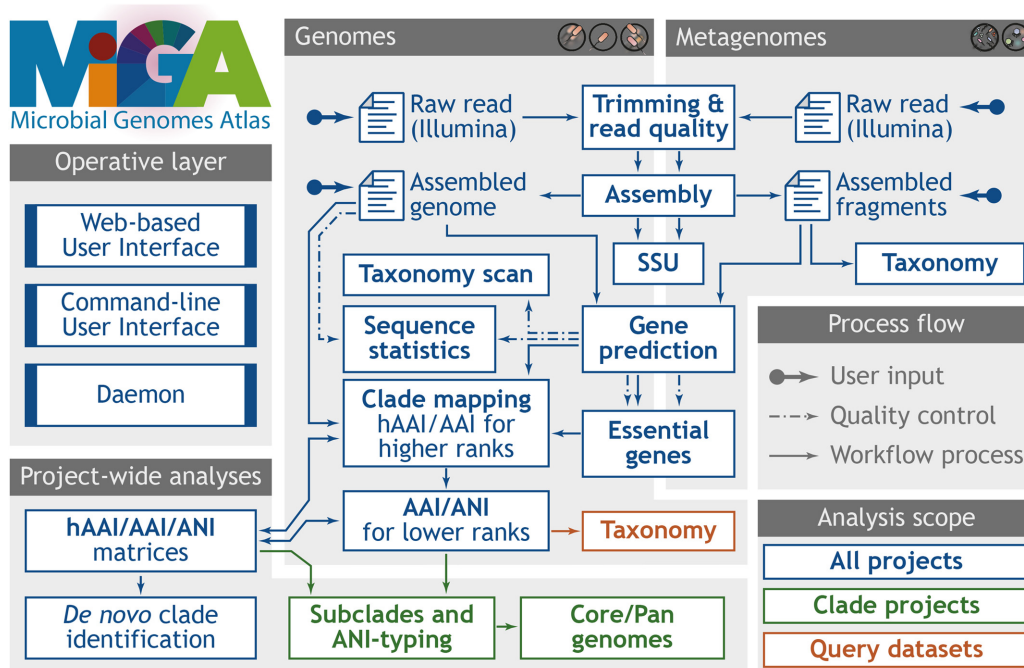 MiGA
Microbial Genomes Atlas
Operative layer
Web-based
User Interface
Command-line
User Interface
Daemon
Project-wide analyses
hAAI/AAI/ANI
matrices
De novo clade
identification
Genomes
Metagenomes
Raw read
(Illumina)
Trimming &
read quality
Raw read
(Illumina)
Assembled
genome
Assembly
Assembled
fragments
SSU
Taxonomy
Taxonomy scan
Sequence
statistics
Gene
prediction
Clade mapping
hAAI/AAI for
higher ranks
Essential
genes
AAI/ANI
for lower ranks
Taxonomy
Subclades and
ANI-typing
Core/Pan
genomes
Process flow
User input
Quality control
Workflow process
Analysis scope
All projects
Clade projects
Query datasets